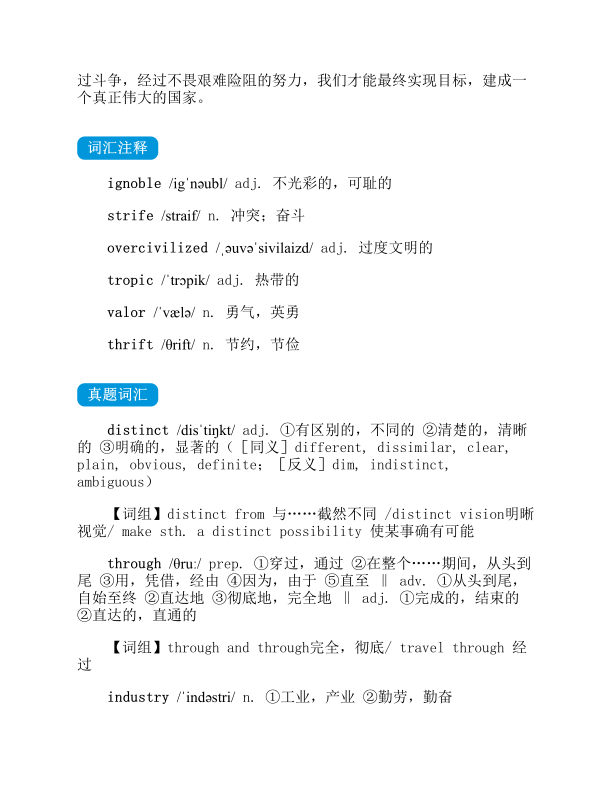 过斗争，经过不畏艰难险阻的努力，我们才能最终实现目标，建成一
个真正伟大的国家。
词汇注释
ignoble /igˈnəubl/ adj. 不光彩的，可耻的
strife /straif/ n. 冲突；奋斗
overcivilized /ˌəuvəˈsivilaizd/ adj. 过度文明的
tropic /ˈtrɔpik/ adj. 热带的
valor /ˈvælə/ n. 勇气，英勇
thrift /θrift/ n. 节约，节俭
真题词汇
distinct /disˈtiŋkt/ adj. ①有区别的，不同的 ②清楚的，清晰
的 ③明确的，显著的（［同义］different, dissimilar, clear,
plain, obvious, definite；［反义］dim, indistinct,
ambiguous）
【词组】distinct from 与……截然不同 /distinct vision明晰
视觉/ make sth. a distinct possibility 使某事确有可能
through /θru:/ prep. ①穿过，通过 ②在整个……期间，从头到
尾 ③用，凭借，经由 ④因为，由于 ⑤直至 ‖ adv. ①从头到尾，
自始至终 ②直达地 ③彻底地，完全地 ‖ adj. ①完成的，结束的
②直达的，直通的
【词组】through and through完全，彻底/ travel through 经
过
industry /ˈindəstri/ n. ①工业，产业 ②勤劳，勤奋